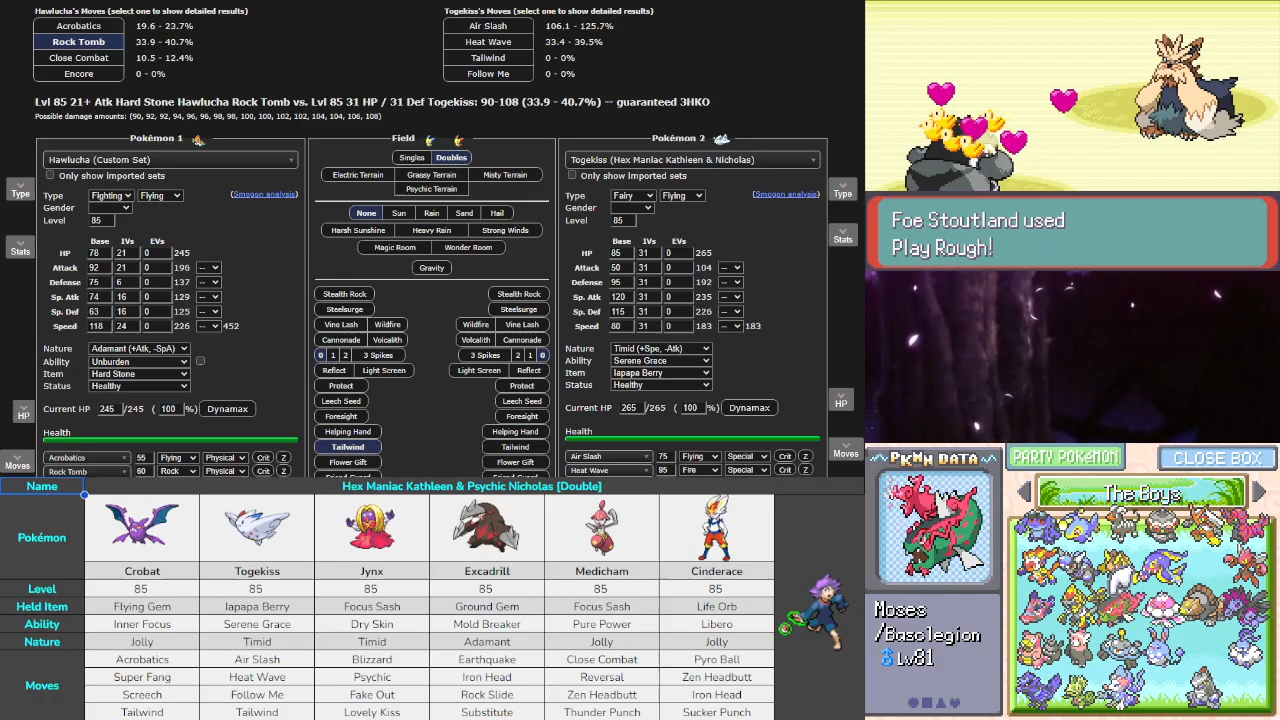 Hawlucha's Moves (select one to show detailed results)
Acrobatics 19.6 - 23.7%
Rock Tomb 33.9 - 40.7%
Close Combat 10.5 - 12.4%
Encore 0 - 0%
Togekiss's Moves (select one to show detailed results)
Air Slash 106.1 - 125.7%
Heat Wave 33.4 - 39.5%
Tailwind 0 - 0%
Follow Me 0 - 0%
Lvl 85 21+ Atk Hard Stone Hawlucha Rock Tomb vs. Lvl 85 31 HP / 31 Def Togekiss: 90-108 (33.9 - 40.7%) -- guaranteed 3HKO
Possible damage amounts: (90, 92, 92, 94, 96, 96, 98, 98, 100, 100, 102, 102, 104, 104, 106, 108)
Pokémon 1
Hawlucha (Custom Set)
Only show imported sets
Type
Stats
HP
Moves
Type Fighting Flying (Smogon analysis)
Gender
Level 85
Base IVs EVs
HP 78 21 0 245
Attack 92 21 0 196 --
Defense 75 6 0 137 --
Sp. Atk 74 16 0 129 --
Sp. Def 63 16 0 125 --
Speed 118 24 0 226 -- 452
Nature Adamant (+Atk, -SpA)
Ability Unburden
Item Hard Stone
Status Healthy
Current HP 245 /245 ( 100 %) Dynamax
Health
Acrobatics 55 Flying Physical Crit Z
Rock Tomb 60 Rock Physical Crit Z
Field
Singles Doubles
Electric Terrain Grassy Terrain Misty Terrain
Psychic Terrain
None Sun Rain Sand Hail
Harsh Sunshine Heavy Rain Strong Winds
Magic Room Wonder Room
Gravity
Stealth Rock Stealth Rock
Steelsurge Steelsurge
Vine Lash Wildfire Wildfire Vine Lash
Cannonade Volcalith Volcalith Cannonade
0 1 2 3 Spikes 3 Spikes 2 1 0
Reflect Light Screen Light Screen Reflect
Protect Protect
Leech Seed Leech Seed
Foresight Foresight
Helping Hand Helping Hand
Tailwind Tailwind
Flower Gift Flower Gift
Pokémon 2
Togekiss (Hex Maniac Kathleen & Nicholas)
Only show imported sets
Type Fairy Flying (Smogon analysis)
Gender
Level 85
Base IVs EVs
HP 85 31 0 265
Attack 50 31 0 104 --
Defense 95 31 0 192 --
Sp. Atk 120 31 0 235 --
Sp. Def 115 31 0 226 --
Speed 80 31 0 183 -- 183
Nature Timid (+Spe, -Atk)
Ability Serene Grace
Item Iapapa Berry
Status Healthy
Current HP 265 /265 ( 100 %) Dynamax
Health
Air Slash 75 Flying Special Crit Z
Heat Wave 95 Fire Special Crit Z
Type
Stats
HP
Moves
Name Hex Maniac Kathleen & Psychic Nicholas [Double]
Pokémon Crobat Togekiss Jynx Excadrill Medicham Cinderace
Level 85 85 85 85 85 85
Held Item Flying Gem Iapapa Berry Focus Sash Ground Gem Focus Sash Life Orb
Ability Inner Focus Serene Grace Dry Skin Mold Breaker Pure Power Libero
Nature Jolly Timid Timid Adamant Jolly Jolly
Moves Acrobatics Air Slash Blizzard Earthquake Close Combat Pyro Ball
Super Fang Heat Wave Psychic Iron Head Reversal Zen Headbutt
Screech Follow Me Fake Out Rock Slide Zen Headbutt Iron Head
Tailwind Tailwind Lovely Kiss Substitute Thunder Punch Sucker Punch
Foe Stoutland used
Play Rough!
PKMN DATA
PARTY POKéMON
CLOSE BOX
The Boys
Moses
/Basclegion
♂ Lv81